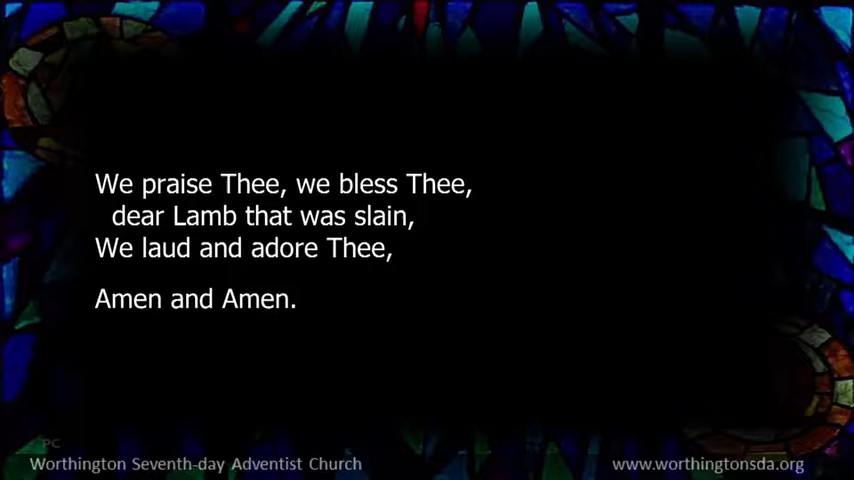 We praise Thee, we bless Thee,
dear Lamb that was slain,
We laud and adore Thee,
Amen and Amen.
PC
Worthington Seventh-day Adventist Church
www.worthingtonsda.org